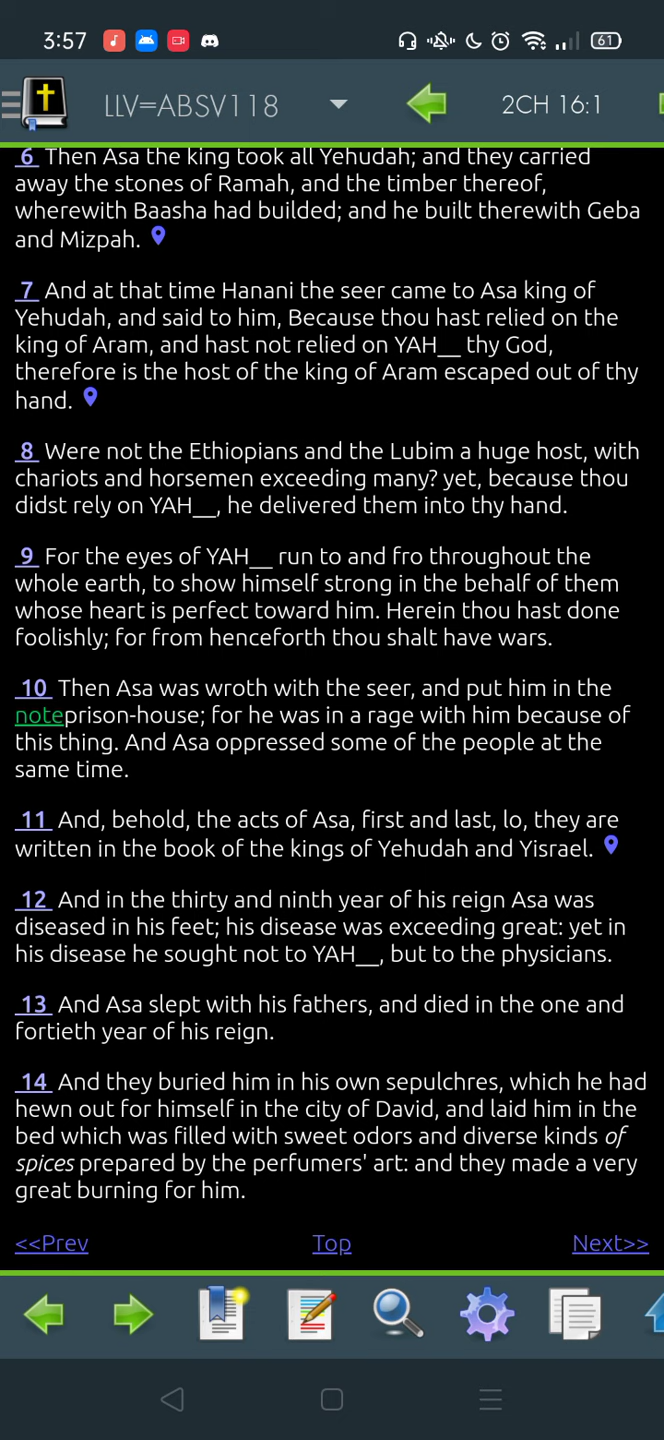 3:57
61
LLV=ABSV118
2CH 16:1
6 Then Asa the king took all Yehudah; and they carried
away the stones of Ramah, and the timber thereof,
wherewith Baasha had builded; and he built therewith Geba
and Mizpah.
7 And at that time Hanani the seer came to Asa king of
Yehudah, and said to him, Because thou hast relied on the
king of Aram, and hast not relied on YAH__ thy God,
therefore is the host of the king of Aram escaped out of thy
hand.
8 Were not the Ethiopians and the Lubim a huge host, with
chariots and horsemen exceeding many? yet, because thou
didst rely on YAH__, he delivered them into thy hand.
9 For the eyes of YAH__ run to and fro throughout the
whole earth, to show himself strong in the behalf of them
whose heart is perfect toward him. Herein thou hast done
foolishly; for from henceforth thou shalt have wars.
10 Then Asa was wroth with the seer, and put him in the
noteprison-house; for he was in a rage with him because of
this thing. And Asa oppressed some of the people at the
same time.
11 And, behold, the acts of Asa, first and last, lo, they are
written in the book of the kings of Yehudah and Yisrael.
12 And in the thirty and ninth year of his reign Asa was
diseased in his feet; his disease was exceeding great: yet in
his disease he sought not to YAH__, but to the physicians.
13 And Asa slept with his fathers, and died in the one and
fortieth year of his reign.
14 And they buried him in his own sepulchres, which he had
hewn out for himself in the city of David, and laid him in the
bed which was filled with sweet odors and diverse kinds of
spices prepared by the perfumers' art: and they made a very
great burning for him.
<<Prev Top Next>>